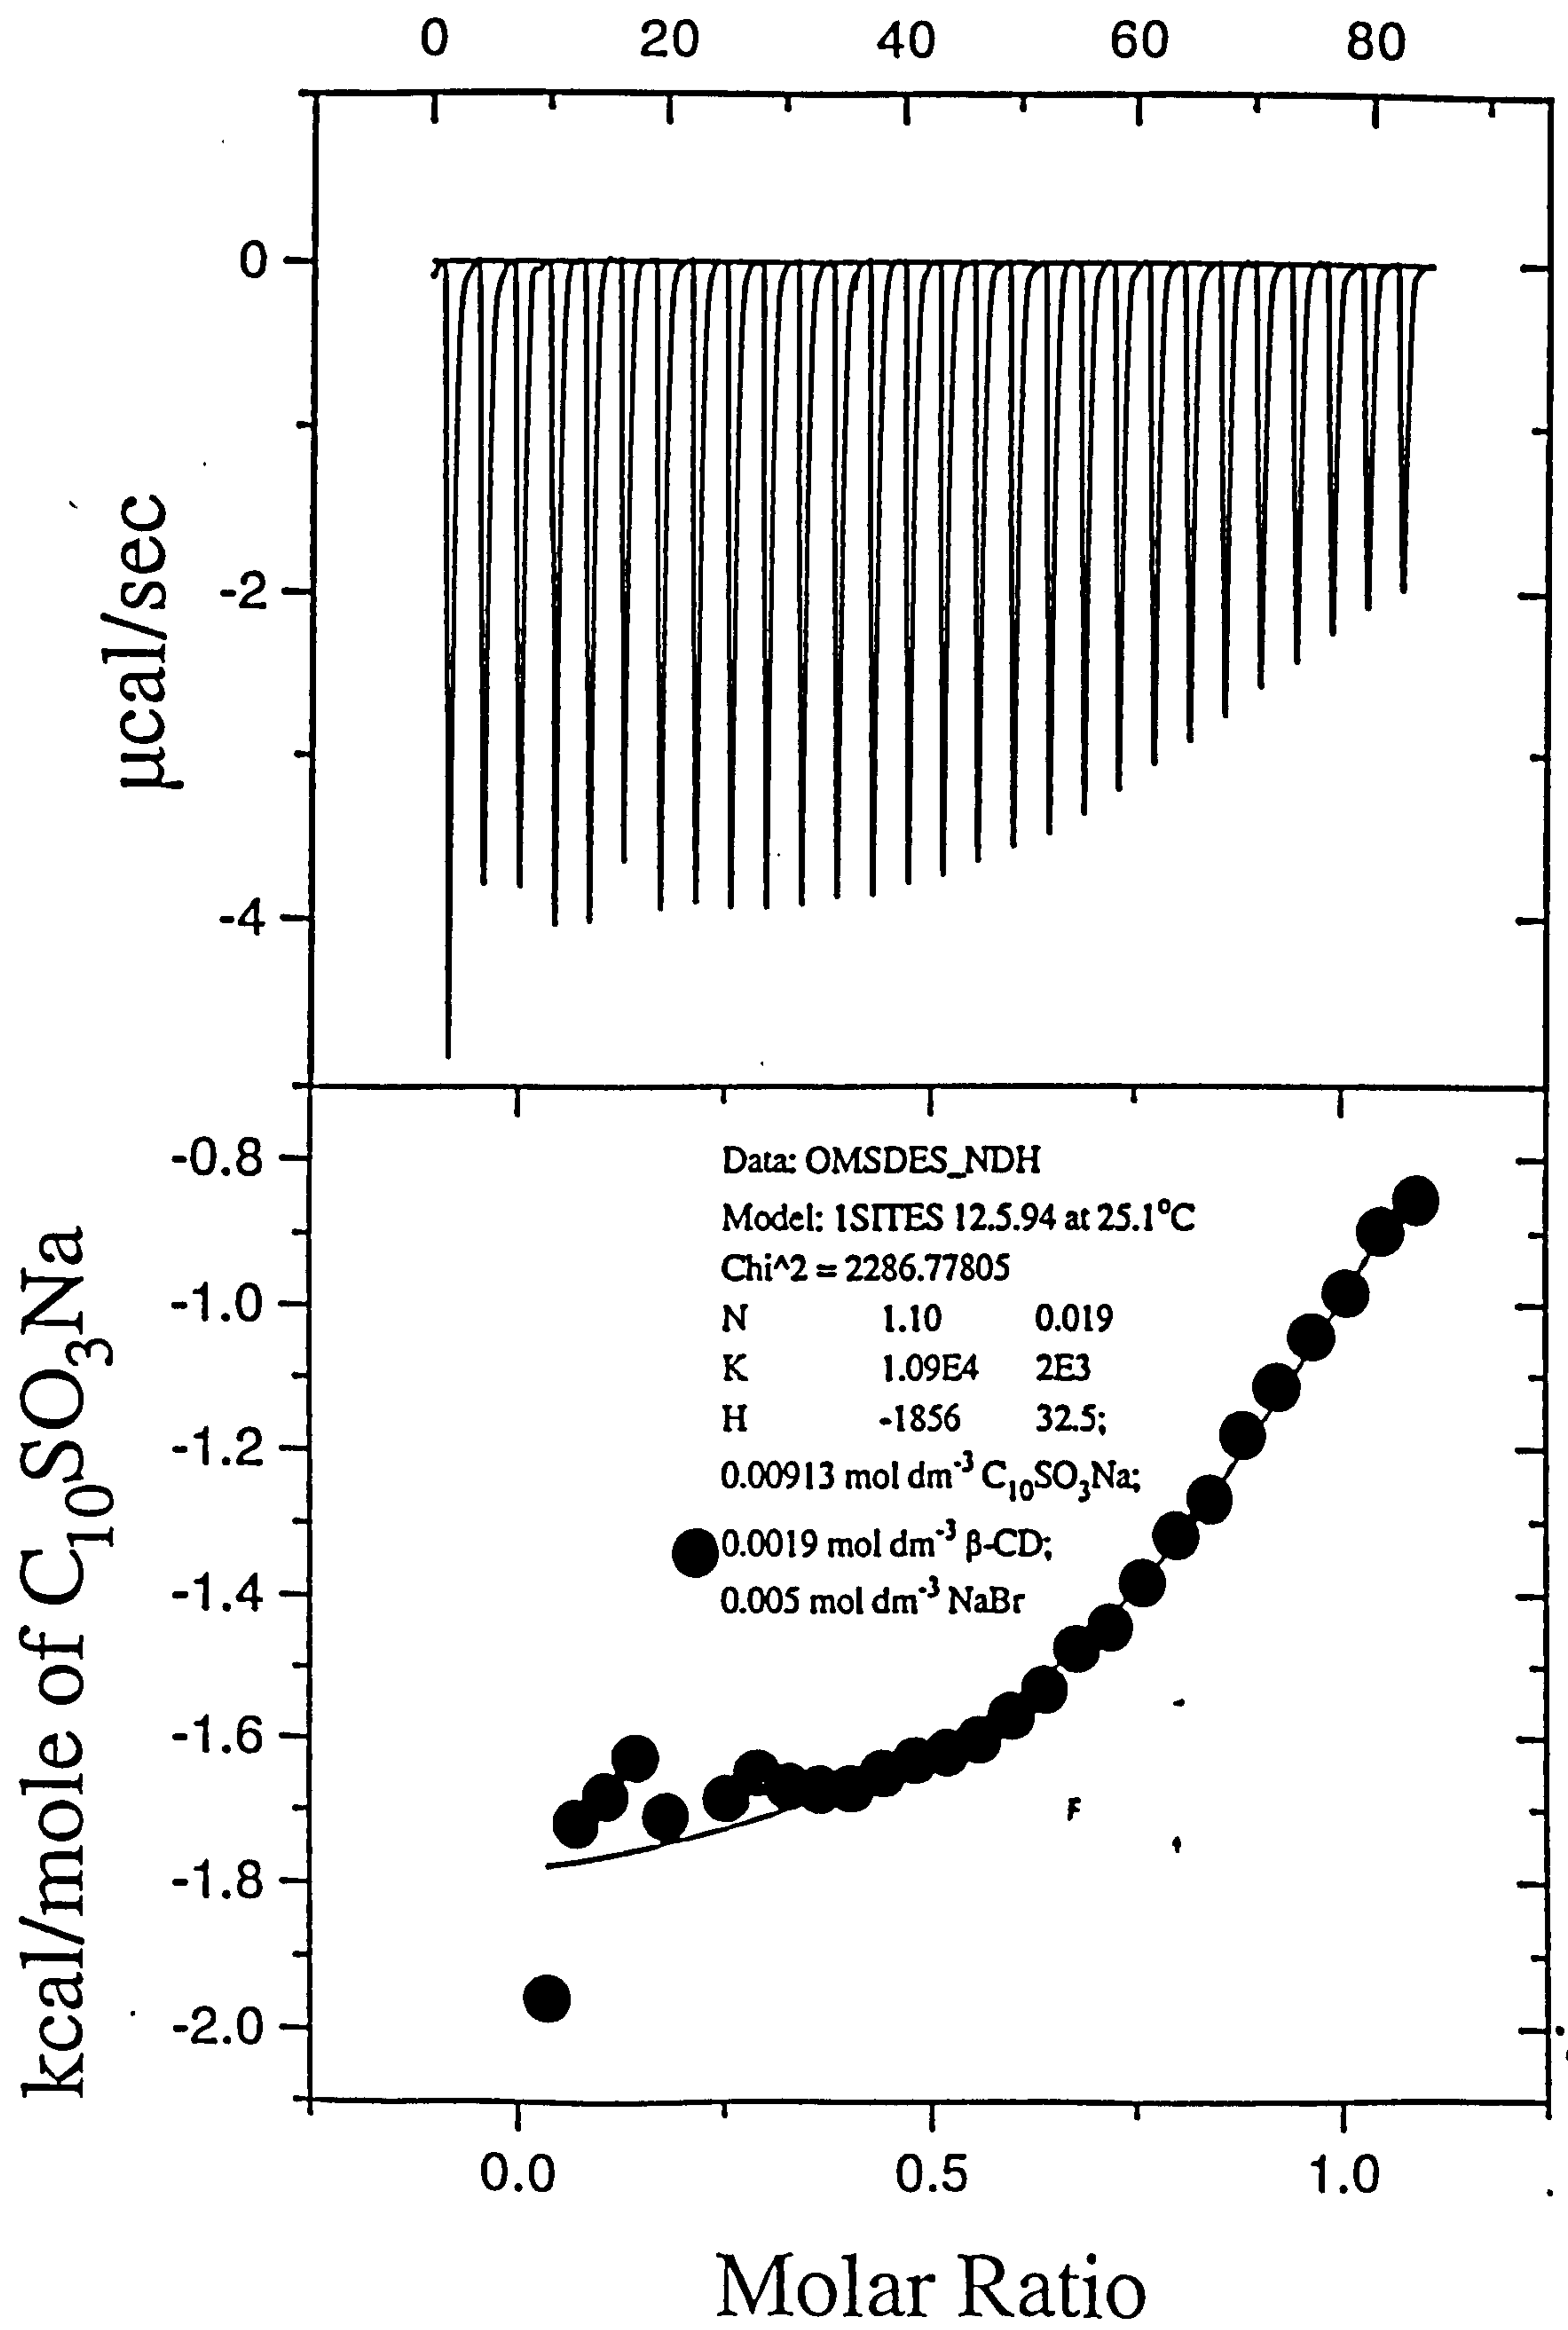 0 20 40 60 80
0
-2
-4
µcal/sec
-0.8
-1.0
-1.2
-1.4
-1.6
-1.8
-2.0
kcal/mole of C₁₀SO₃Na
Data: OMSDES_NDH
Model: 1SITES 12.5.94 at 25.1°C
Chi^2 = 2286.77805
N 1.10 0.019
K 1.09E4 2E3
H -1856 32.5;
0.00913 mol dm⁻³ C₁₀SO₃Na;
0.0019 mol dm⁻³ β-CD;
0.005 mol dm⁻³ NaBr
0.0 0.5 1.0
Molar Ratio